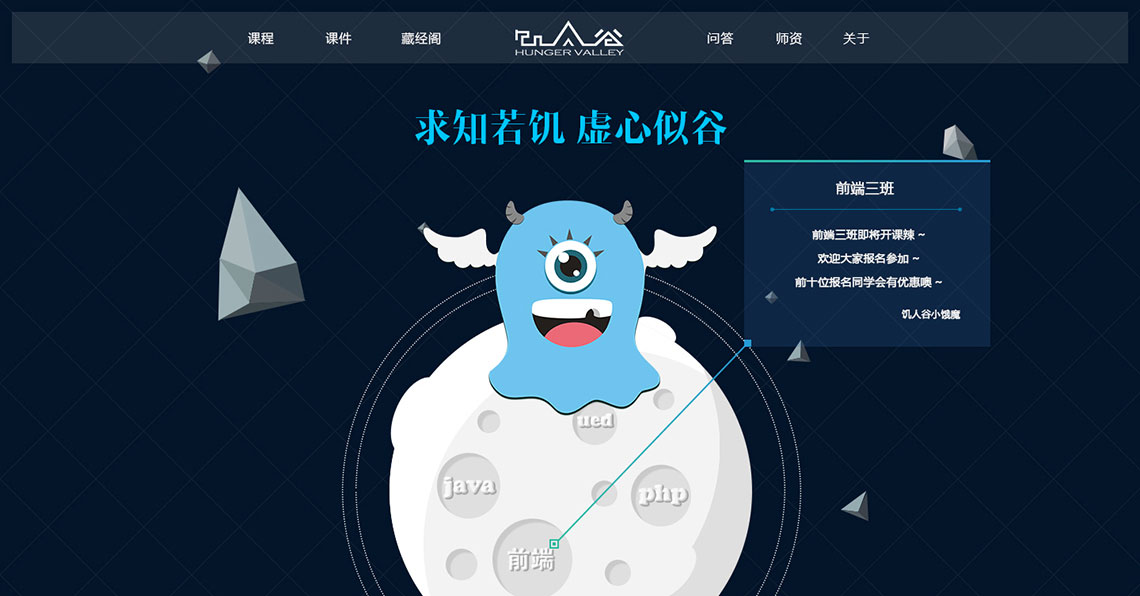 课程 课件 藏经阁 饥人谷 问答 师资 关于
HUNGER VALLEY
求知若饥 虚心似谷
前端三班
前端三班即将开课辣 ~
欢迎大家报名参加 ~
前十位报名同学会有优惠噢 ~
饥人谷小饿魔
ued
java
php
前端